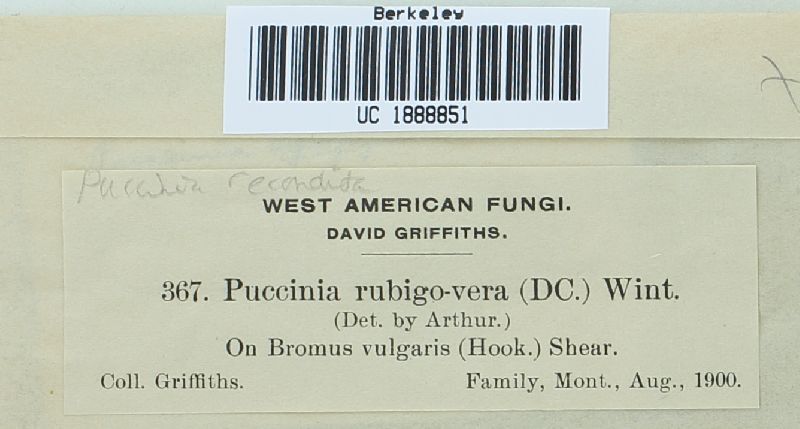 Berkeley
UC 1888851
Puccinia recondita
WEST AMERICAN FUNGI.
DAVID GRIFFITHS.
367. Puccinia rubigo-vera (DC.) Wint.
(Det. by Arthur.)
On Bromus vulgaris (Hook.) Shear.
Coll. Griffiths. Family, Mont., Aug., 1900.